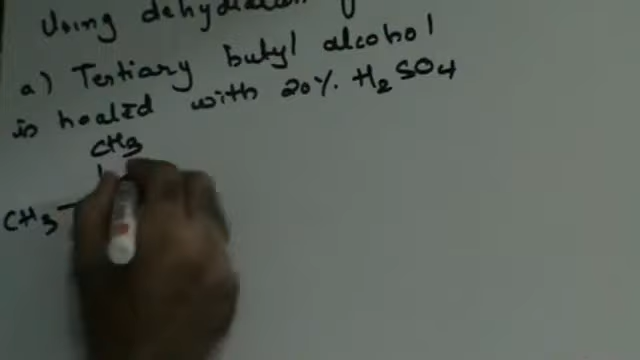 Using dehydration
a) Tertiary butyl alcohol
is heated with 20% H2SO4
CH3
CH3-